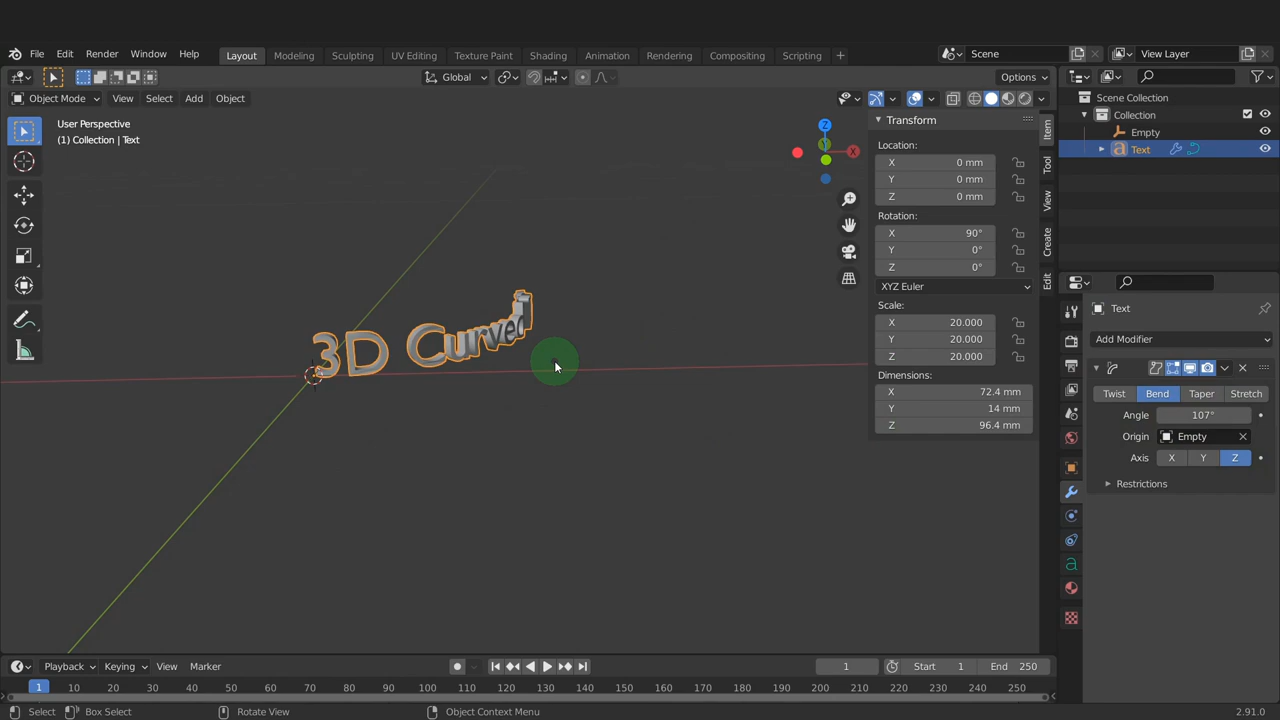 File Edit Render Window Help Layout Modeling Sculpting UV Editing Texture Paint Shading Animation Rendering Compositing Scripting + Scene View Layer
Global Options
Object Mode View Select Add Object
Scene Collection
Collection
Empty
Text
User Perspective
(1) Collection | Text
Z
Y
X
3D Curved
Transform
Location:
X 0 mm
Y 0 mm
Z 0 mm
Rotation:
X 90°
Y 0°
Z 0°
XYZ Euler
Scale:
X 20.000
Y 20.000
Z 20.000
Dimensions:
X 72.4 mm
Y 14 mm
Z 96.4 mm
Item
Tool
View
Create
Edit
Text
Add Modifier
Twist Bend Taper Stretch
Angle 107°
Origin Empty
Axis X Y Z
Restrictions
Playback Keying View Marker 1 Start 1 End 250
1 10 20 30 40 50 60 70 80 90 100 110 120 130 140 150 160 170 180 190 200 210 220 230 240 250
Select Box Select Rotate View Object Context Menu 2.91.0